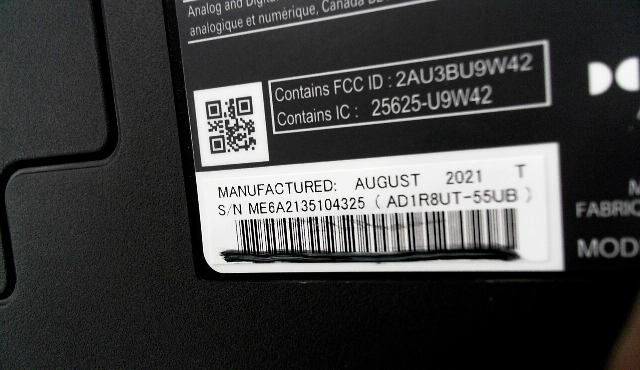 Analog and
analogique et numérique, Canada
Contains FCC ID : 2AU3BU9W42
Contains IC : 25625-U9W42
MANUFACTURED: AUGUST 2021 T
S/N ME6A2135104325 ( AD1R8UT-55UB )
FABRIC
MOD